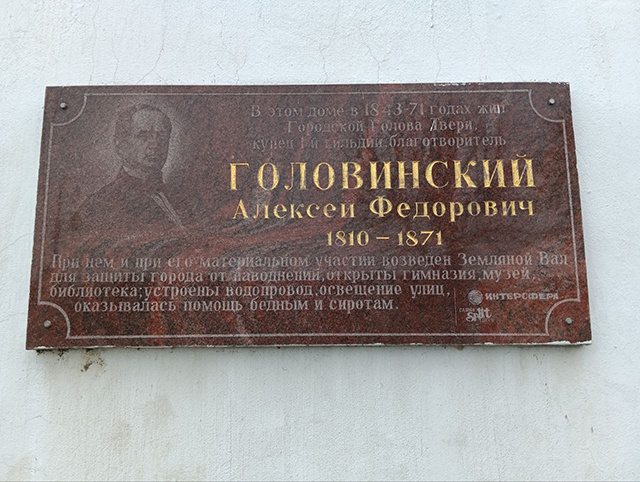 В этом доме в 1843-71 годах жил
Городской Голова Твери,
купец 1й гильдии, благотворитель
ГОЛОВИНСКИЙ
Алексей Федорович
1810 – 1871
При нем и при его материальном участии возведен Земляной Вал
для защиты города от наводнений, открыты гимназия, музей,
библиотека; устроены водопровод, освещение улиц,
оказывалась помощь бедным и сиротам.
ИНТЕРСФЕРА